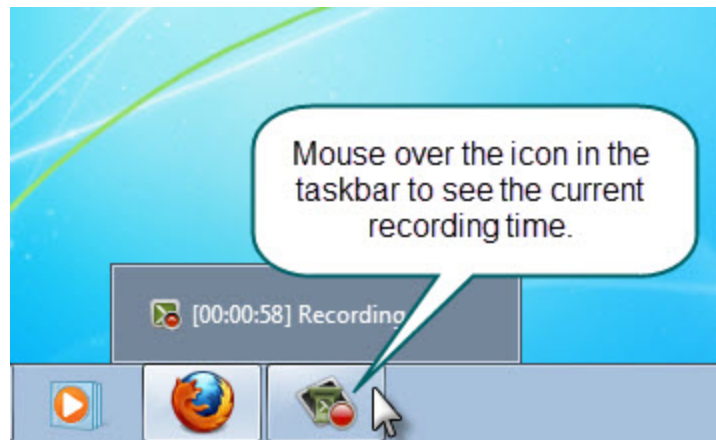 Mouse over the icon in the
taskbar to see the current
recording time.
[00:00:58] Recording